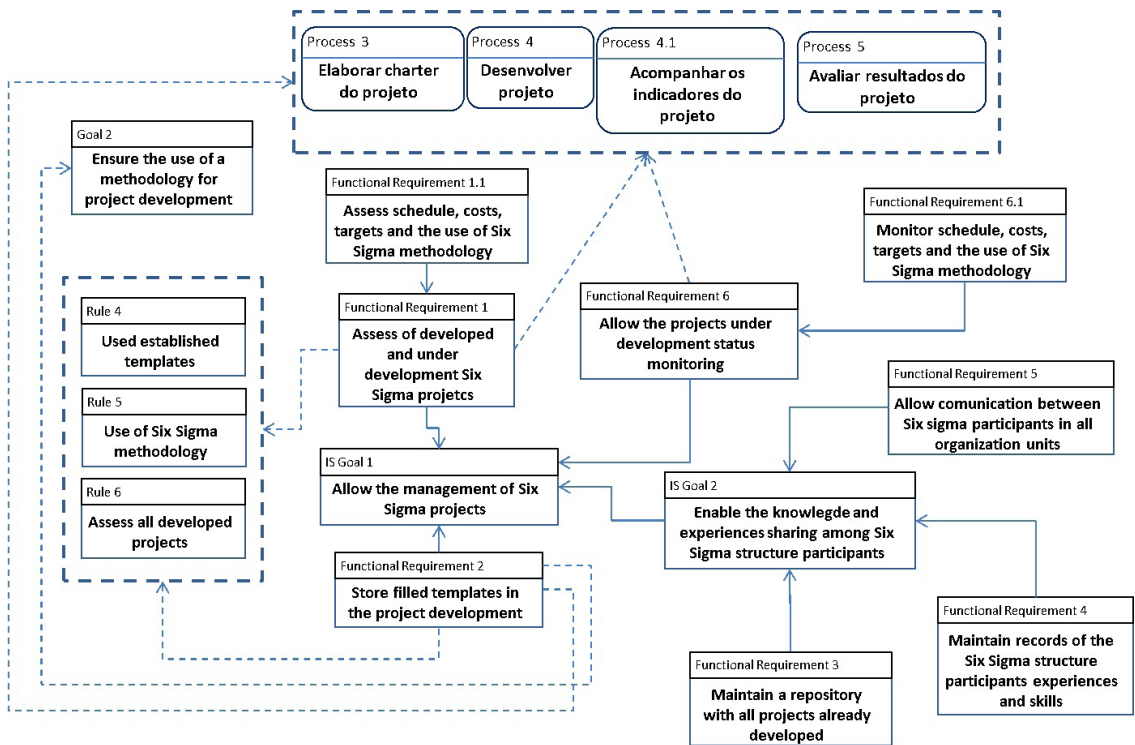 Process 3
Elaborar charter
do projeto
Process 4
Desenvolver
projeto
Process 4.1
Acompanhar os
indicadores do
projeto
Process 5
Avaliar resultados do
projeto
Goal 2
Ensure the use of a
methodology for
project development
Functional Requirement 1.1
Assess schedule, costs,
targets and the use of Six
Sigma methodology
Functional Requirement 6.1
Monitor schedule, costs,
targets and the use of Six
Sigma methodology
Rule 4
Used established
templates
Rule 5
Use of Six Sigma
methodology
Rule 6
Assess all developed
projects
Functional Requirement 1
Assess of developed
and under
development Six
Sigma projetcs
Functional Requirement 6
Allow the projects under
development status
monitoring
Functional Requirement 5
Allow comunication between
Six sigma participants in all
organization units
IS Goal 1
Allow the management of Six
Sigma projects
IS Goal 2
Enable the knowlegde and
experiences sharing among Six
Sigma structure participants
Functional Requirement 2
Store filled templates in
the project development
Functional Requirement 3
Maintain a repository
with all projects already
developed
Functional Requirement 4
Maintain records of the
Six Sigma structure
participants experiences
and skills